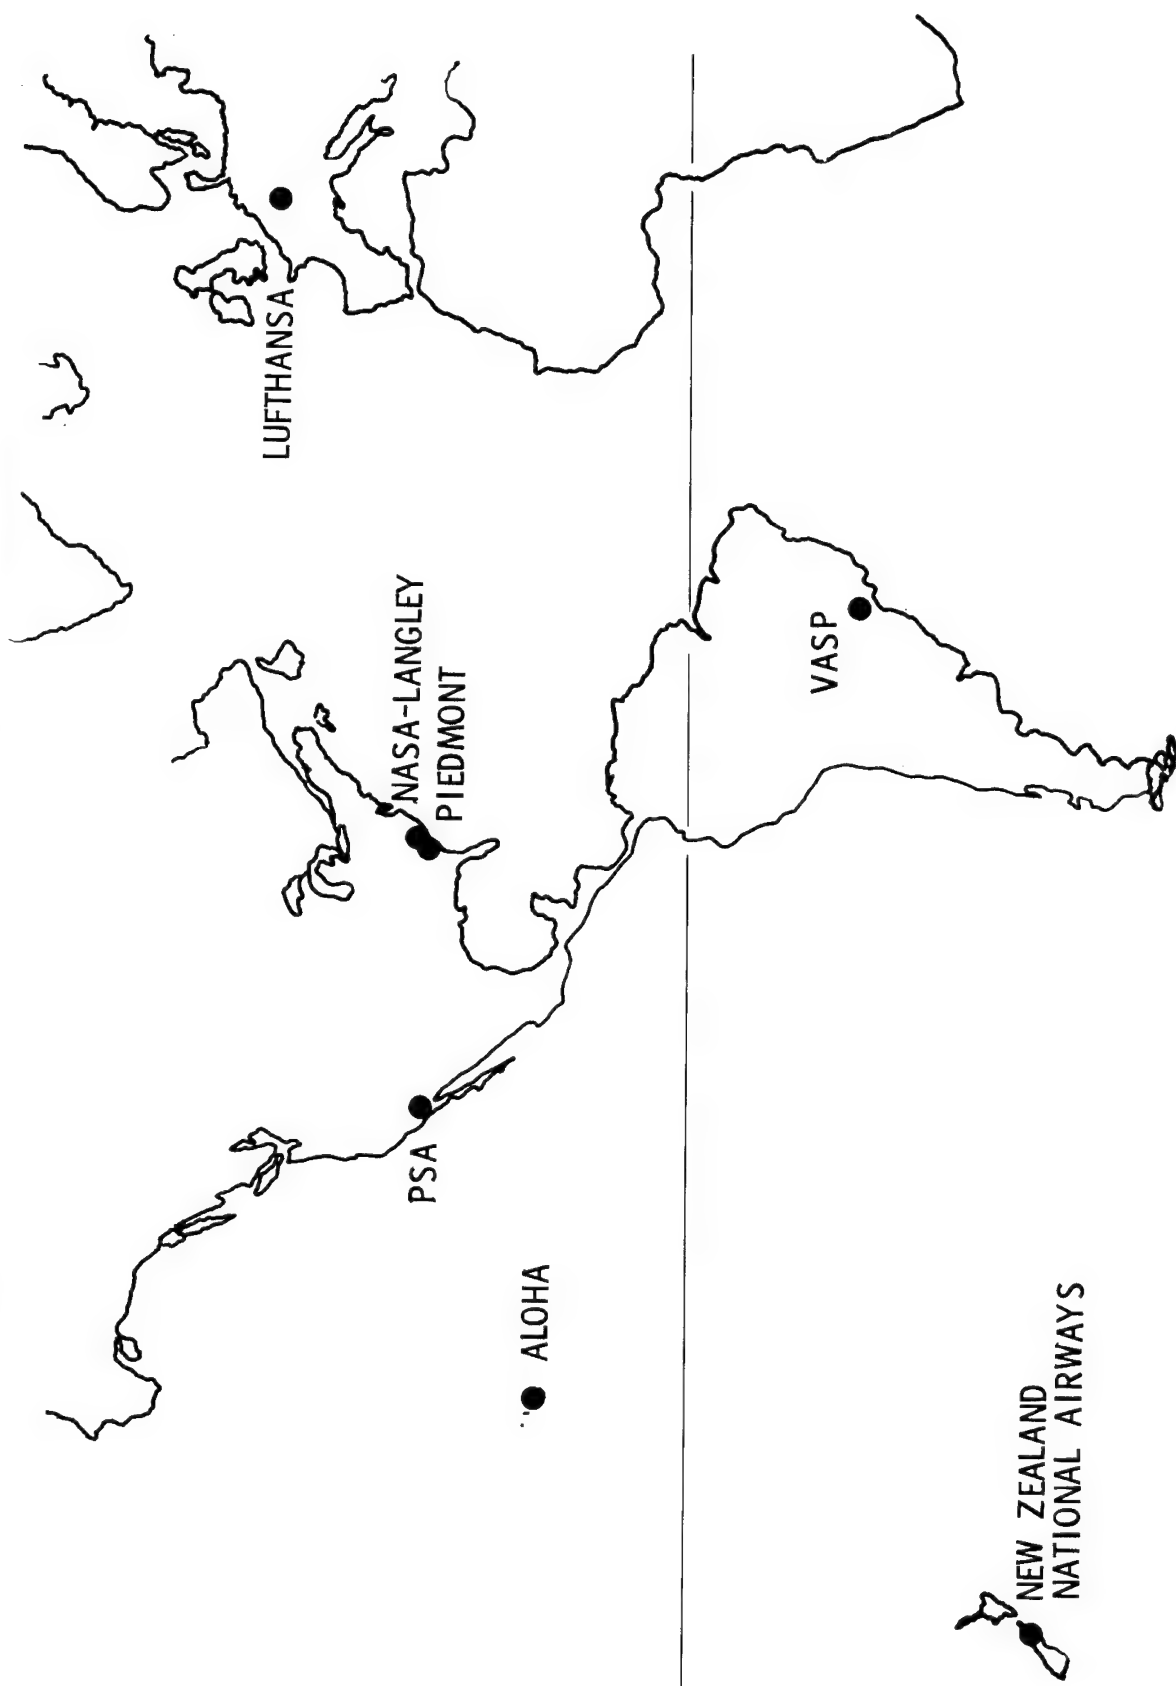 LUFTHANSA
NASA-LANGLEY
PIEDMONT
PSA
ALOHA
VASP
NEW ZEALAND
NATIONAL AIRWAYS